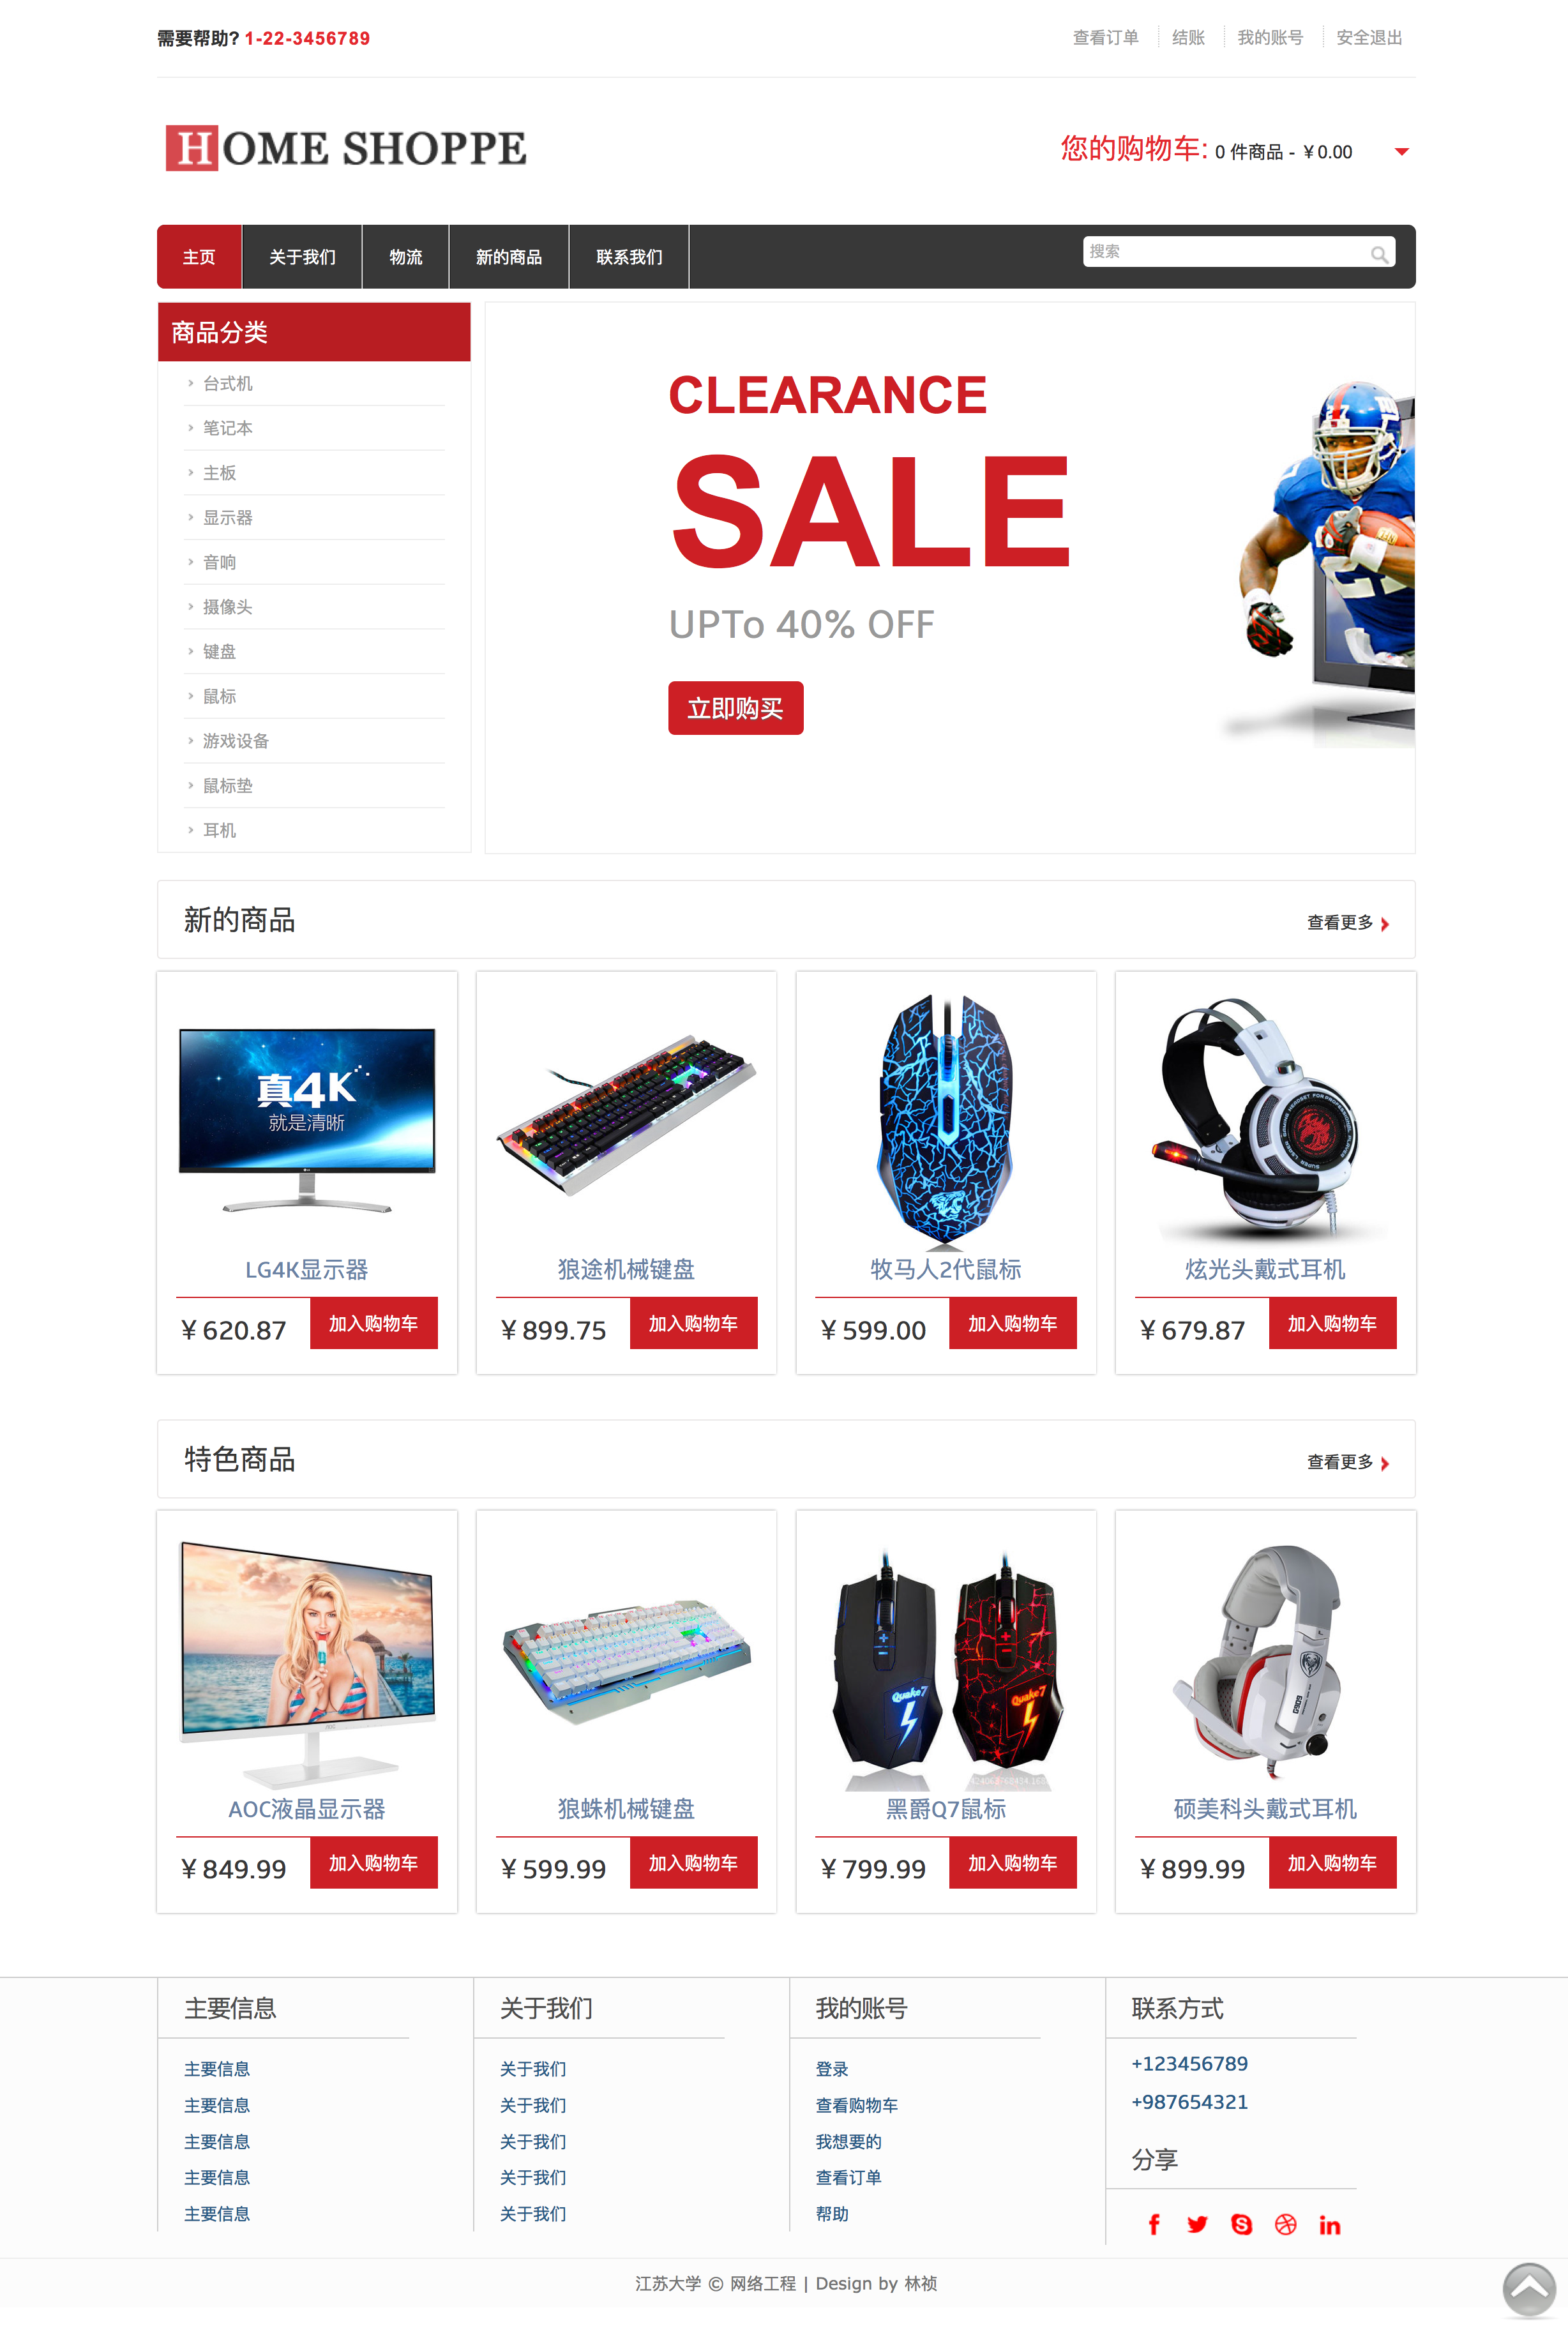 需要帮助? 1-22-3456789
查看订单 结账 我的账号 安全退出
HOME SHOPPE
您的购物车: 0 件商品 - ￥0.00
主页 关于我们 物流 新的商品 联系我们 搜索
商品分类
台式机
笔记本
主板
显示器
音响
摄像头
键盘
鼠标
游戏设备
鼠标垫
耳机
CLEARANCE
SALE
UPTo 40% OFF
立即购买
新的商品 查看更多
真4K
就是清晰
LG4K显示器 狼途机械键盘 牧马人2代鼠标 炫光头戴式耳机
￥620.87 加入购物车 ￥899.75 加入购物车 ￥599.00 加入购物车 ￥679.87 加入购物车
特色商品 查看更多
Quake7 Quake7
G909
AOC液晶显示器 狼蛛机械键盘 黑爵Q7鼠标 硕美科头戴式耳机
￥849.99 加入购物车 ￥599.99 加入购物车 ￥799.99 加入购物车 ￥899.99 加入购物车
主要信息
主要信息
主要信息
主要信息
主要信息
主要信息
关于我们
关于我们
关于我们
关于我们
关于我们
关于我们
我的账号
登录
查看购物车
我想要的
查看订单
帮助
联系方式
+123456789
+987654321
分享
江苏大学 © 网络工程 | Design by 林祯